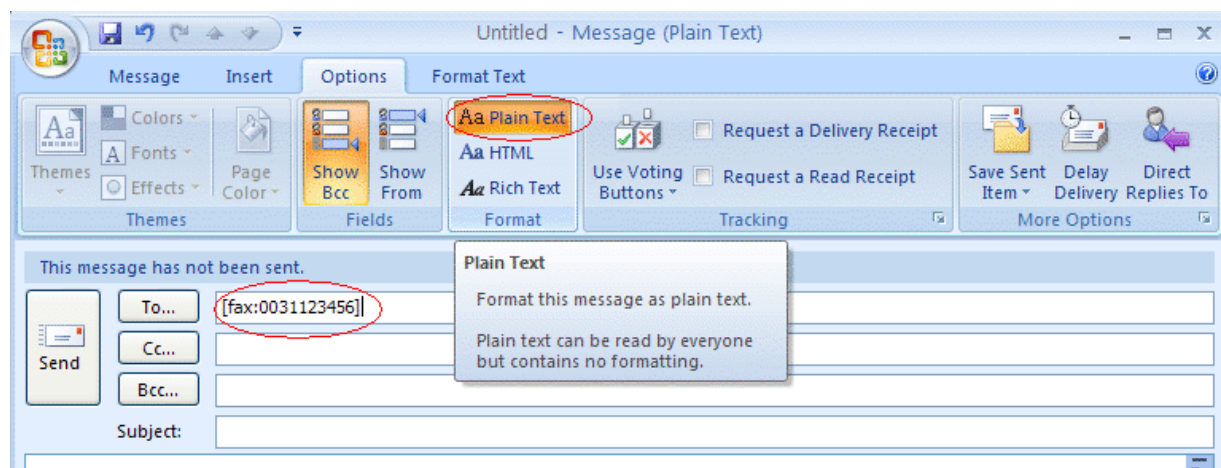 Untitled - Message (Plain Text)
Message Insert Options Format Text
Themes
Colors
Fonts
Effects
Page Color
Themes
Show Bcc
Show From
Fields
Aa Plain Text
Aa HTML
Aa Rich Text
Format
Use Voting Buttons
Request a Delivery Receipt
Request a Read Receipt
Tracking
Save Sent Item
Delay Delivery
Direct Replies To
More Options
This message has not been sent.
Send
To...
[fax:0031123456]
Cc...
Bcc...
Subject:
Plain Text
Format this message as plain text.
Plain text can be read by everyone
but contains no formatting.